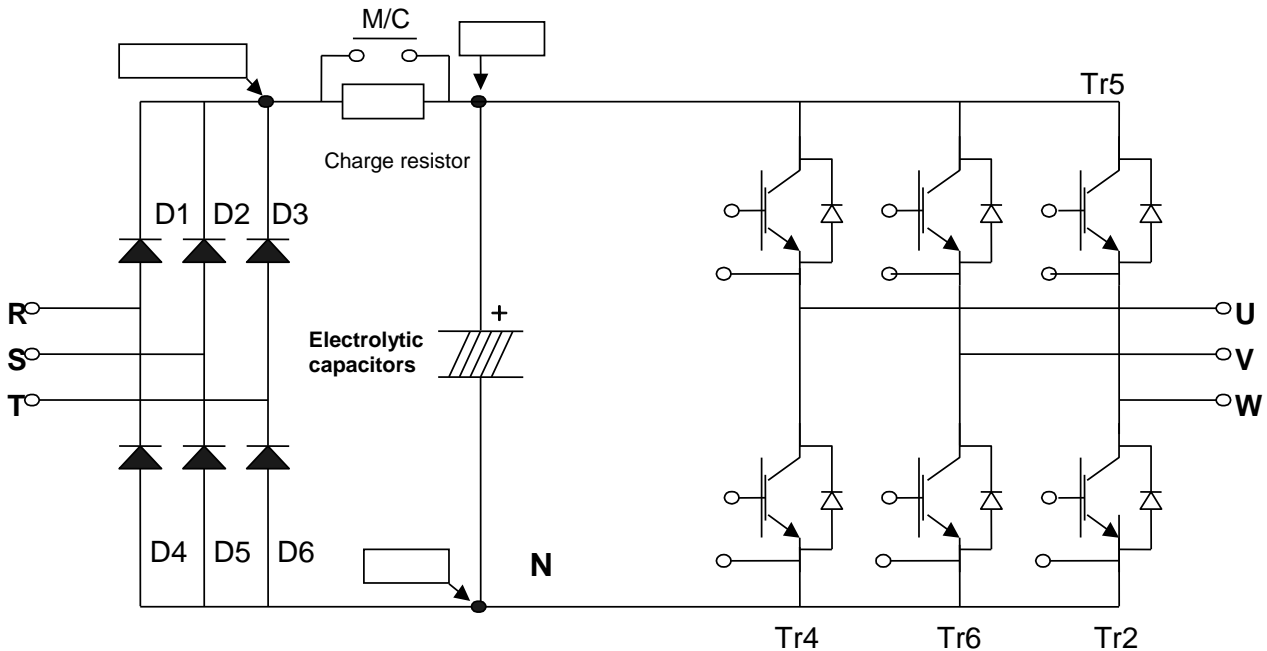 M/C
Tr5
Charge resistor
D1 D2 D3
R
S
T
+
Electrolytic
capacitors
U
V
W
D4 D5 D6
N
Tr4 Tr6 Tr2